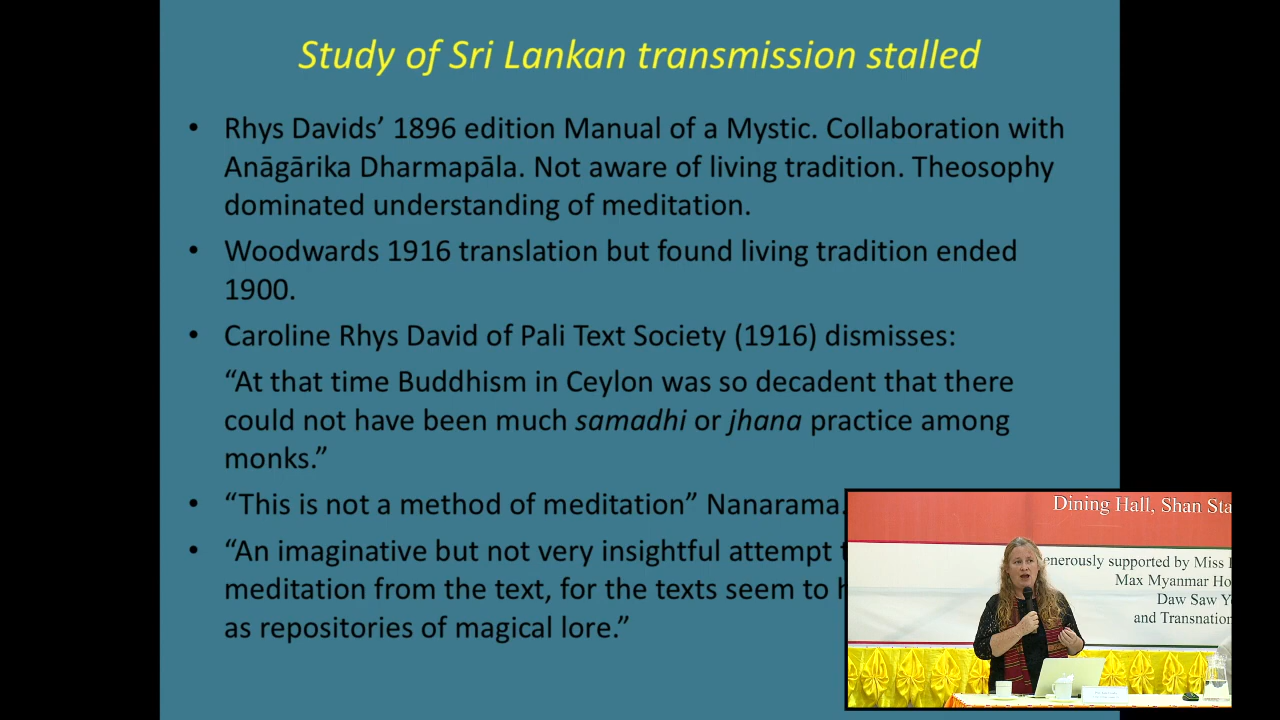 Study of Sri Lankan transmission stalled
• Rhys Davids’ 1896 edition Manual of a Mystic. Collaboration with
Anāgārika Dharmapāla. Not aware of living tradition. Theosophy
dominated understanding of meditation.
• Woodwards 1916 translation but found living tradition ended
1900.
• Caroline Rhys David of Pali Text Society (1916) dismisses:
“At that time Buddhism in Ceylon was so decadent that there
could not have been much samadhi or jhana practice among
monks.”
• “This is not a method of meditation” Nanarama.
• “An imaginative but not very insightful attempt
meditation from the text, for the texts seem to
as repositories of magical lore.”
Dining Hall, Shan Sta
enerously supported by Miss
Max Myanmar Ho
Daw Saw Y
and Transnation